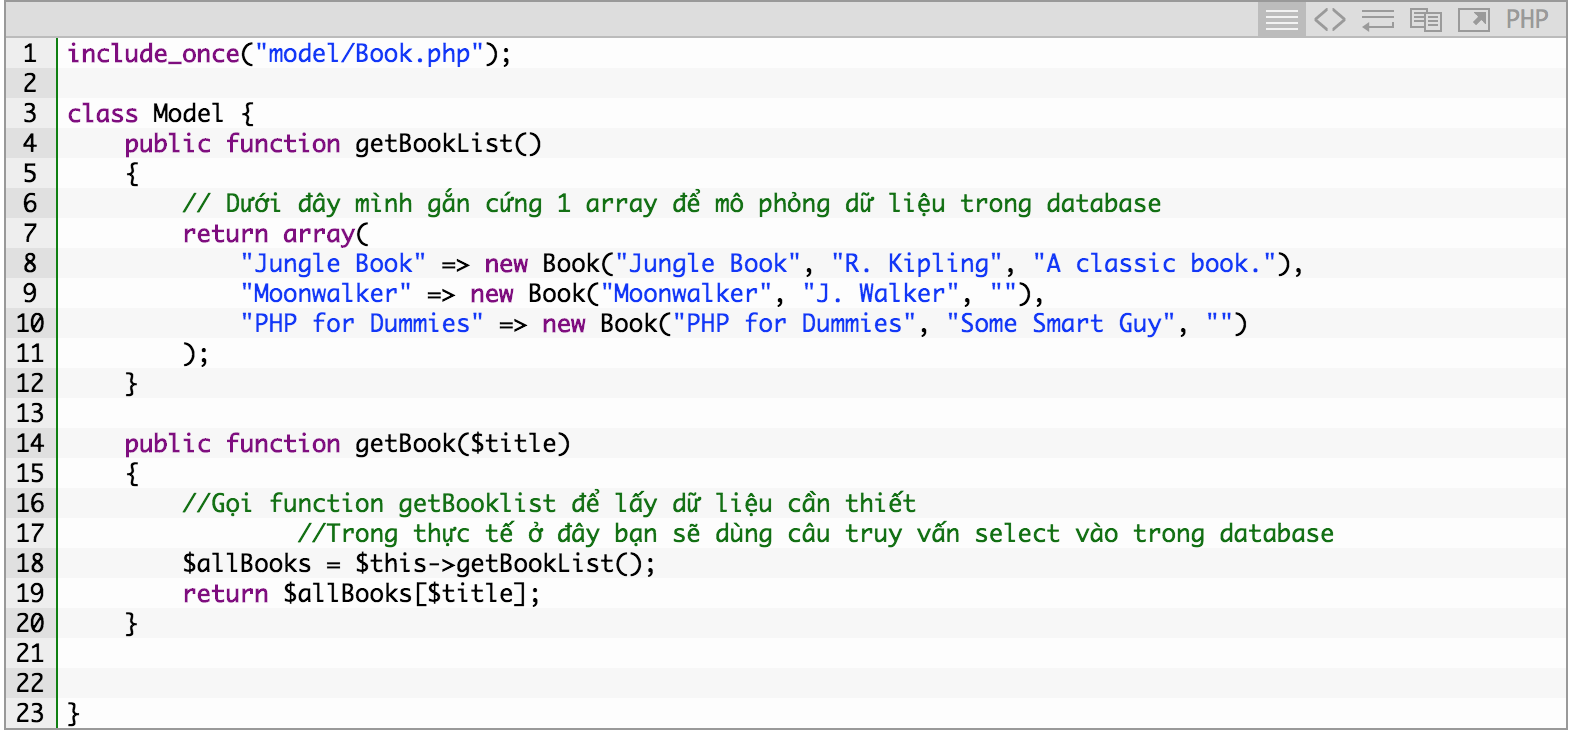 PHP
1 include_once("model/Book.php");
2
3 class Model {
4     public function getBookList()
5     {
6         // Dưới đây mình gắn cứng 1 array để mô phỏng dữ liệu trong database
7         return array(
8             "Jungle Book" => new Book("Jungle Book", "R. Kipling", "A classic book."),
9             "Moonwalker" => new Book("Moonwalker", "J. Walker", ""),
10             "PHP for Dummies" => new Book("PHP for Dummies", "Some Smart Guy", "")
11         );
12     }
13
14     public function getBook($title)
15     {
16         //Gọi function getBooklist để lấy dữ liệu cần thiết
17                 //Trong thực tế ở đây bạn sẽ dùng câu truy vấn select vào trong database
18         $allBooks = $this->getBookList();
19         return $allBooks[$title];
20     }
21
22
23 }